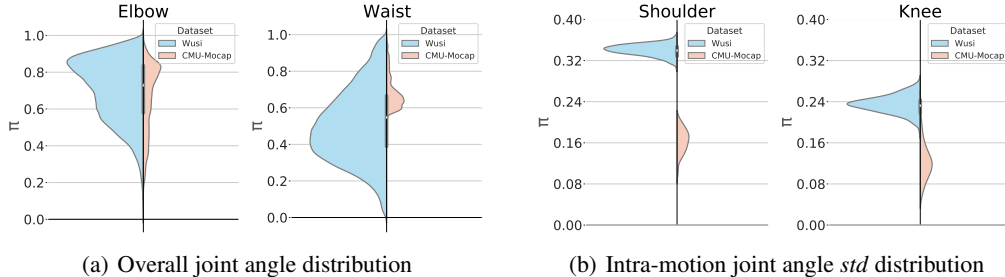 Elbow
Dataset
Wusi
CMU-Mocap
1.0
0.8
0.6
0.4
0.2
0.0
π
Waist
Dataset
Wusi
CMU-Mocap
1.0
0.8
0.6
0.4
0.2
0.0
π
(a) Overall joint angle distribution
Shoulder
Dataset
Wusi
CMU-Mocap
0.40
0.32
0.24
0.16
0.08
0.00
π
Knee
Dataset
Wusi
CMU-Mocap
0.40
0.32
0.24
0.16
0.08
0.00
π
(b) Intra-motion joint angle std distribution